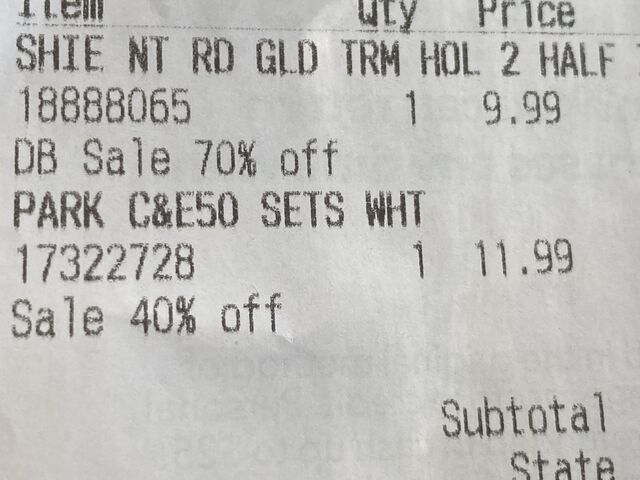 Item Qty Price
SHIE NT RD GLD TRM HOL 2 HALF
18888065 1 9.99
DB Sale 70% off
PARK C&E50 SETS WHT
17322728 1 11.99
Sale 40% off
Subtotal
State